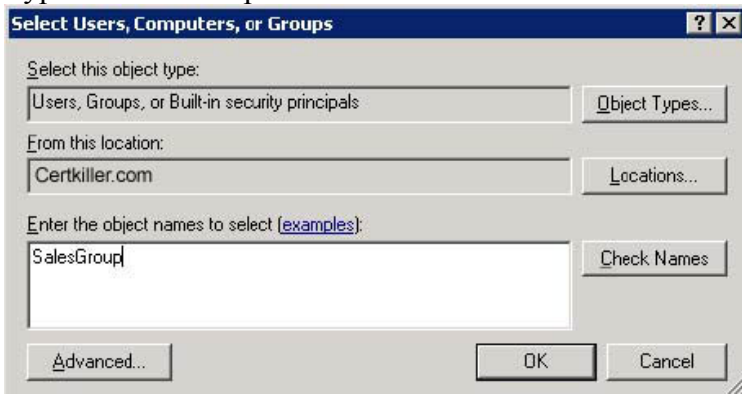 Select Users, Computers, or Groups
Select this object type:
Users, Groups, or Built-in security principals
Object Types...
From this location:
Certkiller.com
Locations...
Enter the object names to select (examples):
SalesGroup
Check Names
Advanced...
OK
Cancel